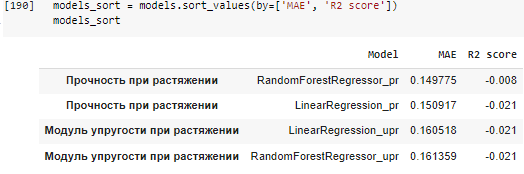 [190] models_sort = models.sort_values(by=['MAE', 'R2 score'])
models_sort
Model MAE R2 score
Прочность при растяжении RandomForestRegressor_pr 0.149775 -0.008
Прочность при растяжении LinearRegression_pr 0.150917 -0.021
Модуль упругости при растяжении LinearRegression_upr 0.160518 -0.021
Модуль упругости при растяжении RandomForestRegressor_upr 0.161359 -0.021